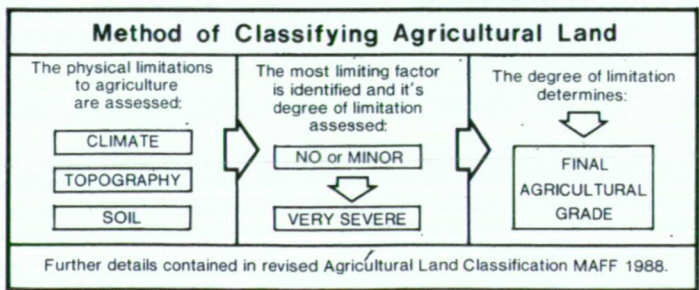 Method of Classifying Agricultural Land
The physical limitations
to agriculture
are assessed:
CLIMATE
TOPOGRAPHY
SOIL
The most limiting factor
is identified and it's
degree of limitation
assessed:
NO or MINOR
VERY SEVERE
The degree of limitation
determines:
FINAL
AGRICULTURAL
GRADE
Further details contained in revised Agricultural Land Classification MAFF 1988.